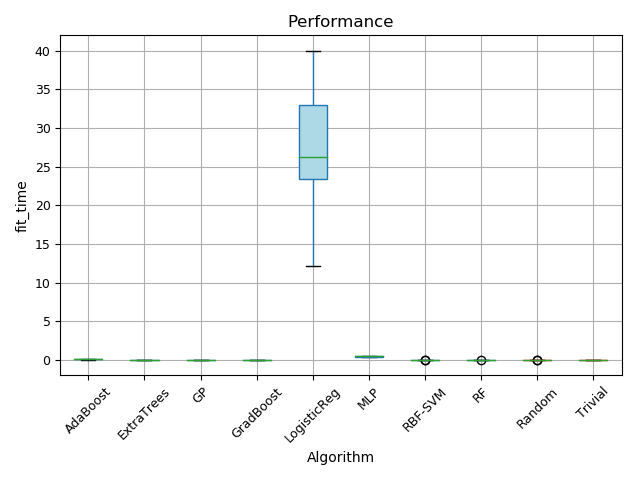 Performance
40
35
30
25
20
15
10
5
0
fit_time
AdaBoost
ExtraTrees
GP
GradBoost
LogisticReg
MLP
RBF-SVM
RF
Random
Trivial
Algorithm